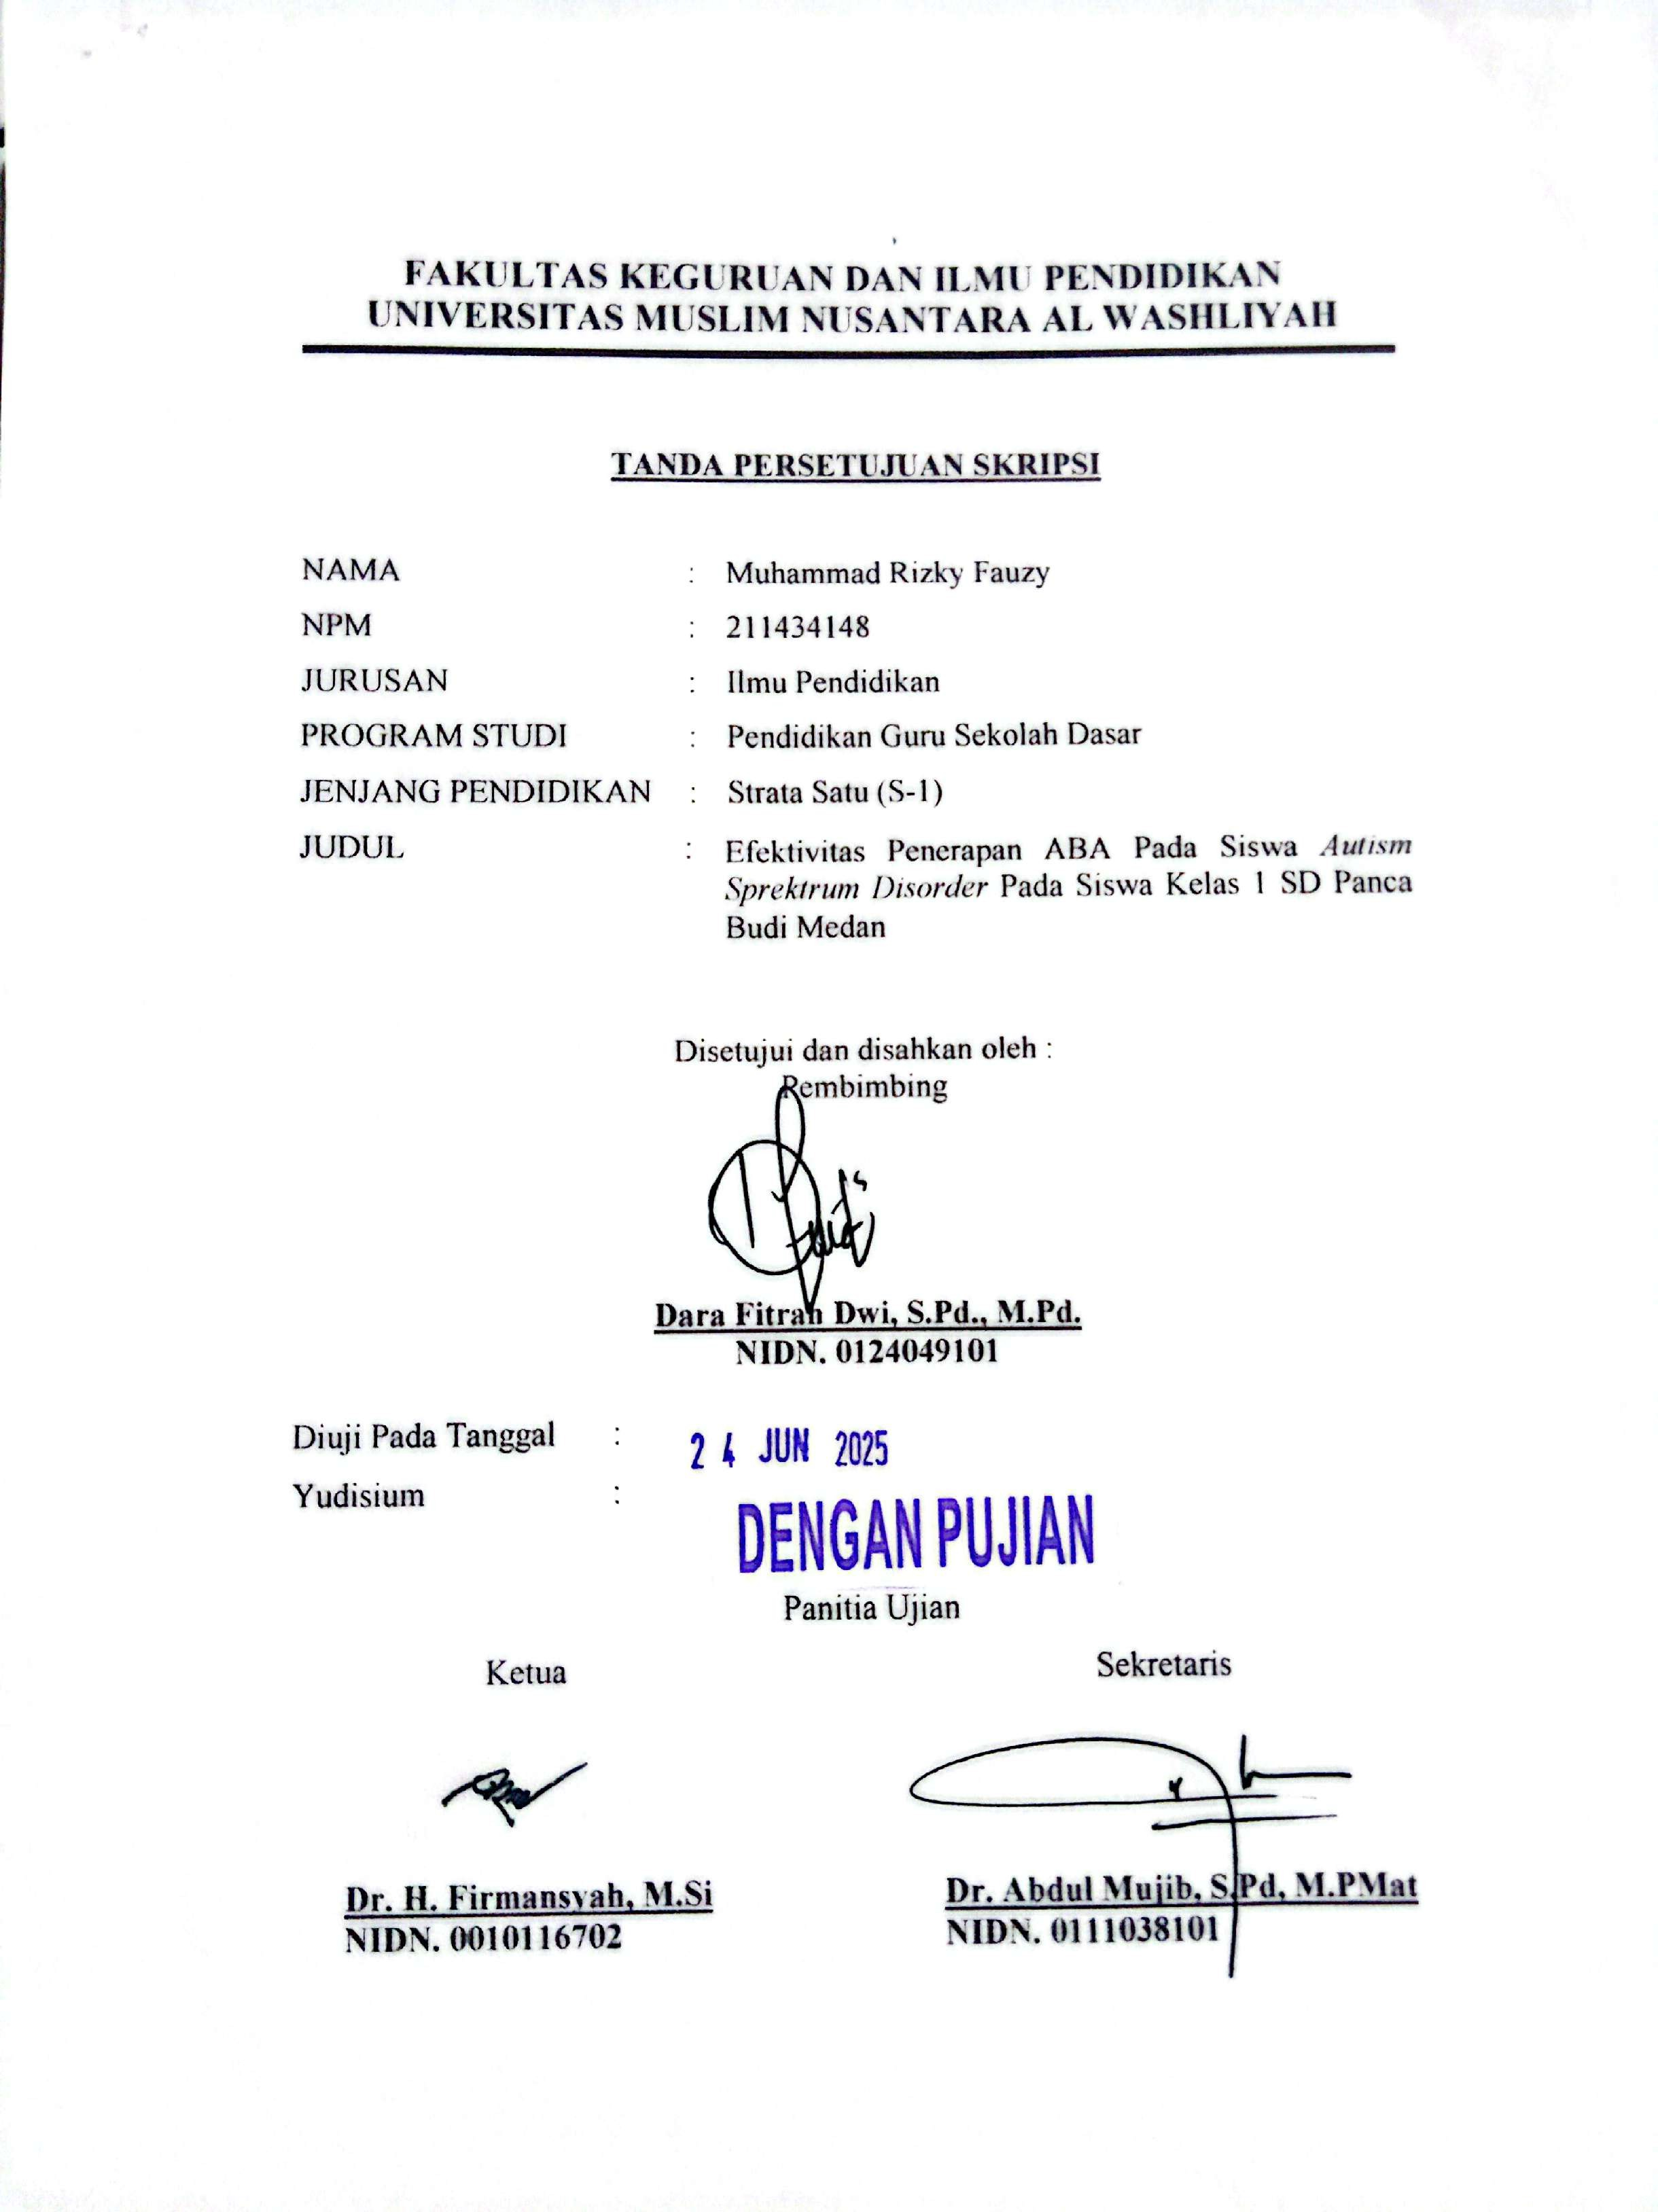 FAKULTAS KEGURUAN DAN ILMU PENDIDIKAN
UNIVERSITAS MUSLIM NUSANTARA AL WASHLIYAH
TANDA PERSETUJUAN SKRIPSI
NAMA : Muhammad Rizky Fauzy
NPM : 211434148
JURUSAN : Ilmu Pendidikan
PROGRAM STUDI : Pendidikan Guru Sekolah Dasar
JENJANG PENDIDIKAN : Strata Satu (S-1)
JUDUL : Efektivitas Penerapan ABA Pada Siswa Autism
Sprektrum Disorder Pada Siswa Kelas 1 SD Panca
Budi Medan
Disetujui dan disahkan oleh :
Pembimbing
Dara Fitrah Dwi, S.Pd., M.Pd.
NIDN. 0124049101
Diuji Pada Tanggal : 24 JUN 2025
Yudisium : DENGAN PUJIAN
Panitia Ujian
Ketua Sekretaris
Dr. H. Firmansyah, M.Si Dr. Abdul Mujib, S.Pd, M.PMat
NIDN. 0010116702 NIDN. 0111038101